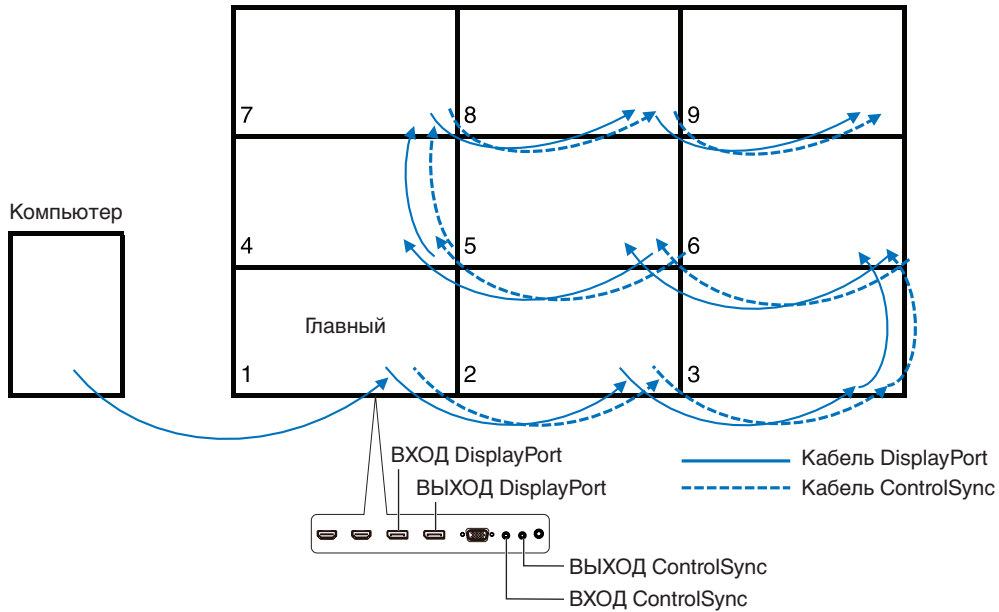 7
8
9
Компьютер
4
5
6
Главный
1
2
3
ВХОД DisplayPort
ВЫХОД DisplayPort
Кабель DisplayPort
Кабель ControlSync
ВЫХОД ControlSync
ВХОД ControlSync